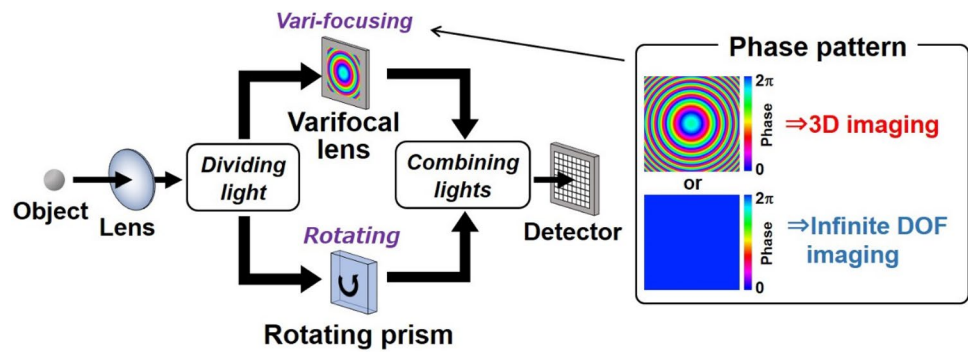 Vari-focusing
Varifocal
lens
Dividing
light
Combining
lights
Object
Lens
Rotating
Rotating prism
Detector
Phase pattern
2π
Phase
0
⇒3D imaging
or
2π
Phase
0
⇒Infinite DOF
imaging